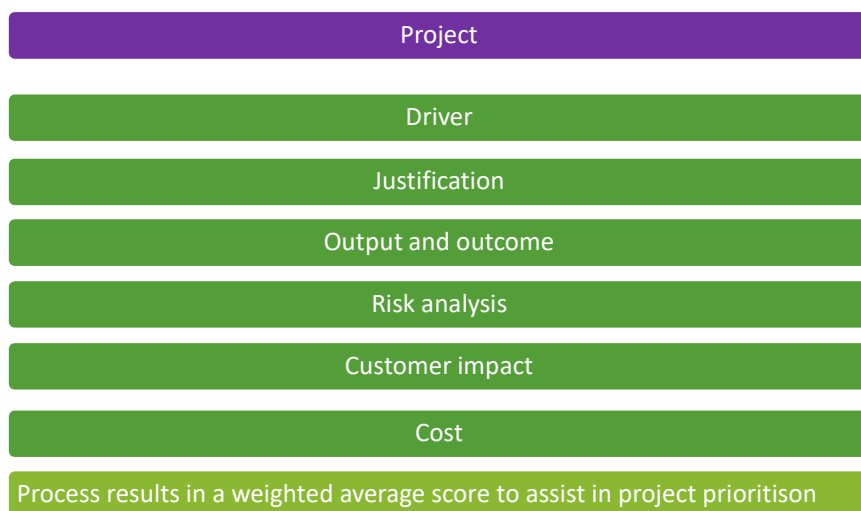 Project
Driver
Justification
Output and outcome
Risk analysis
Customer impact
Cost
Process results in a weighted average score to assist in project prioritison